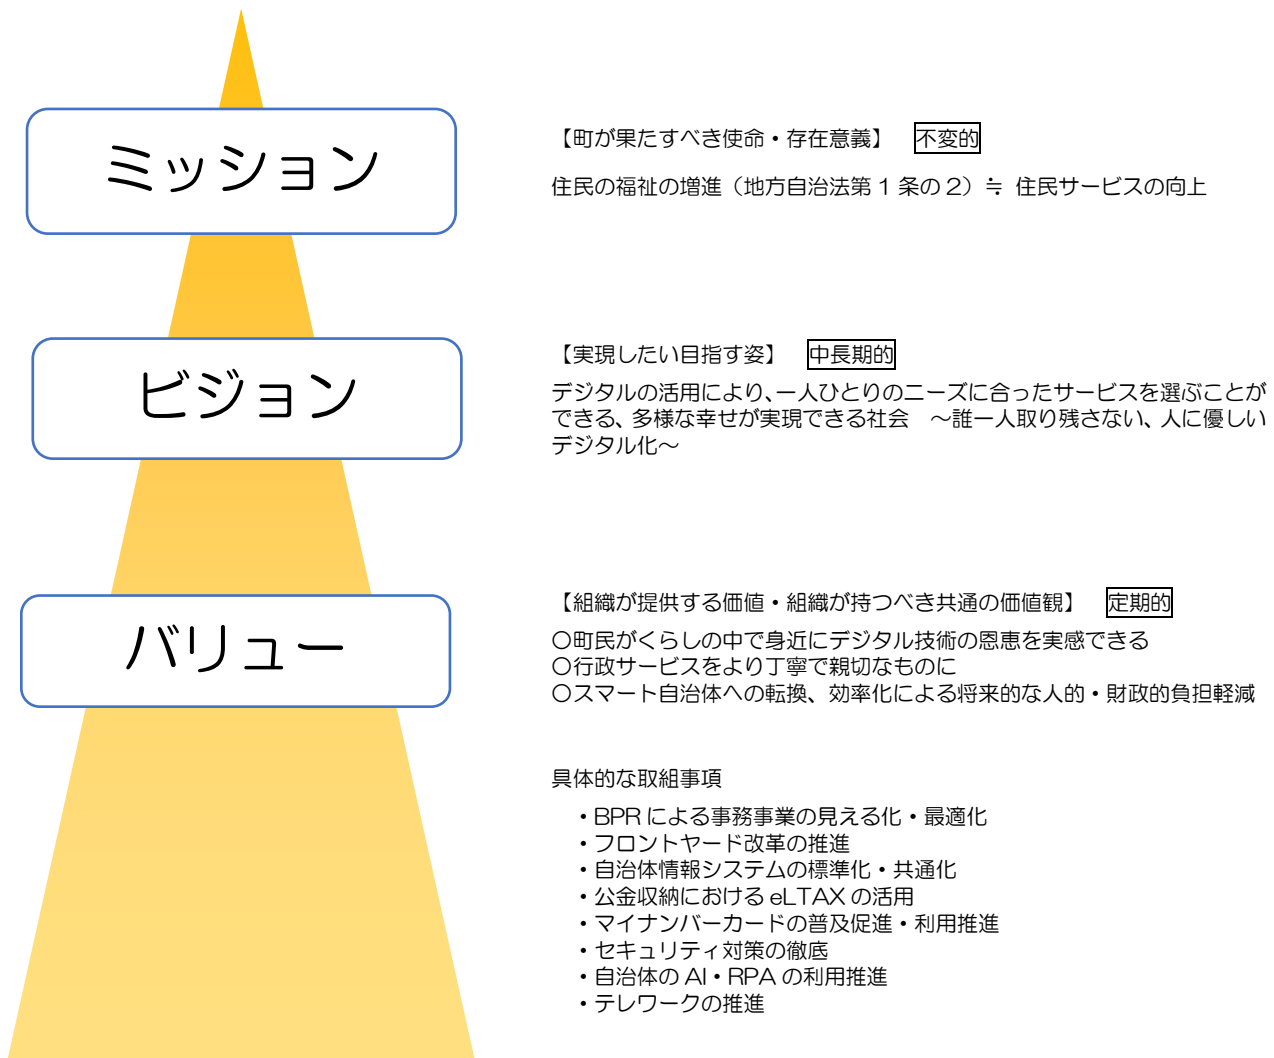 ミッション
【町が果たすべき使命・存在意義】　不変的
住民の福祉の増進（地方自治法第1条の2）≒ 住民サービスの向上
ビジョン
【実現したい目指す姿】　中長期的
デジタルの活用により、一人ひとりのニーズに合ったサービスを選ぶことが
できる、多様な幸せが実現できる社会　～誰一人取り残さない、人に優しい
デジタル化～
バリュー
【組織が提供する価値・組織が持つべき共通の価値観】　定期的
〇町民がくらしの中で身近にデジタル技術の恩恵を実感できる
〇行政サービスをより丁寧で親切なものに
〇スマート自治体への転換、効率化による将来的な人的・財政的負担軽減
具体的な取組事項
・BPRによる事務事業の見える化・最適化
・フロントヤード改革の推進
・自治体情報システムの標準化・共通化
・公金収納におけるeLTAXの活用
・マイナンバーカードの普及促進・利用推進
・セキュリティ対策の徹底
・自治体のAI・RPAの利用推進
・テレワークの推進